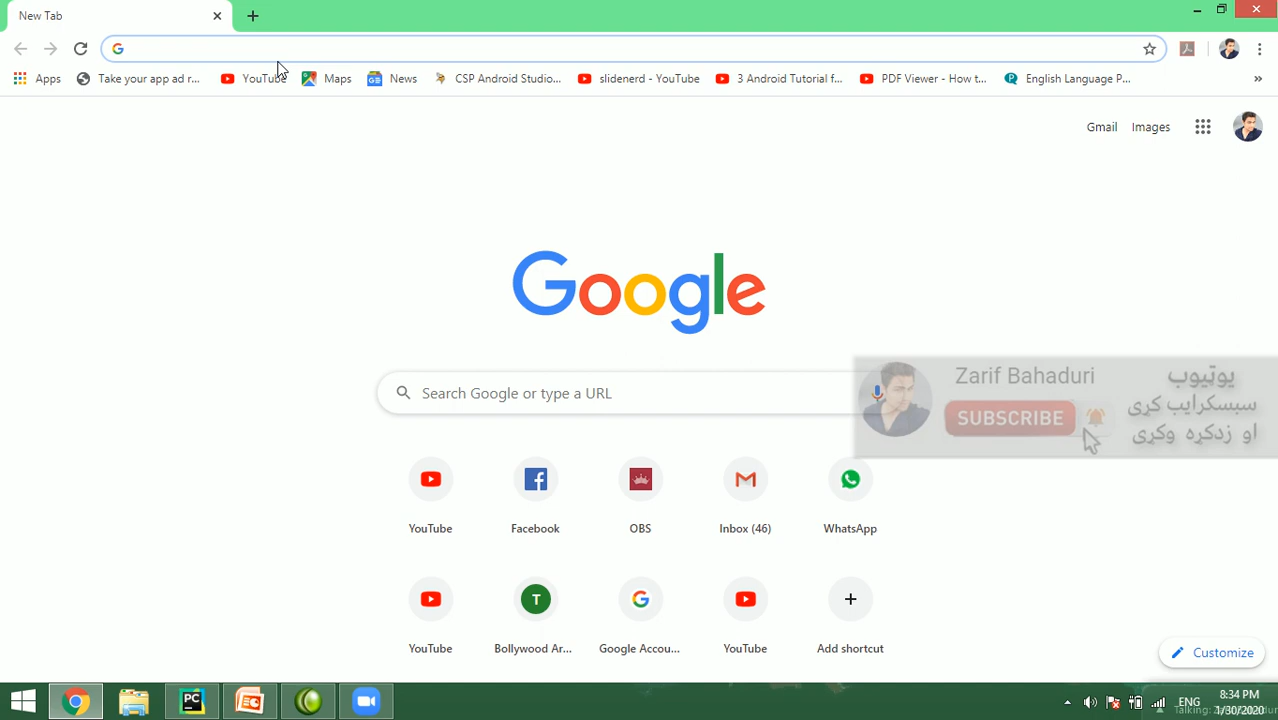 New Tab
Apps
Take your app ad r...
YouTube
Maps
News
CSP Android Studio...
slidenerd - YouTube
3 Android Tutorial f...
PDF Viewer - How t...
English Language P...
»
Gmail
Images
Google
Search Google or type a URL
Zarif Bahaduri
SUBSCRIBE
یوټیوب
سبسکرایب کړی
او زدکړه وکړی
YouTube
Facebook
OBS
Inbox (46)
WhatsApp
T
YouTube
Bollywood Ar...
Google Accou...
YouTube
Add shortcut
Customize
PC
ENG
8:34 PM
1/30/2020